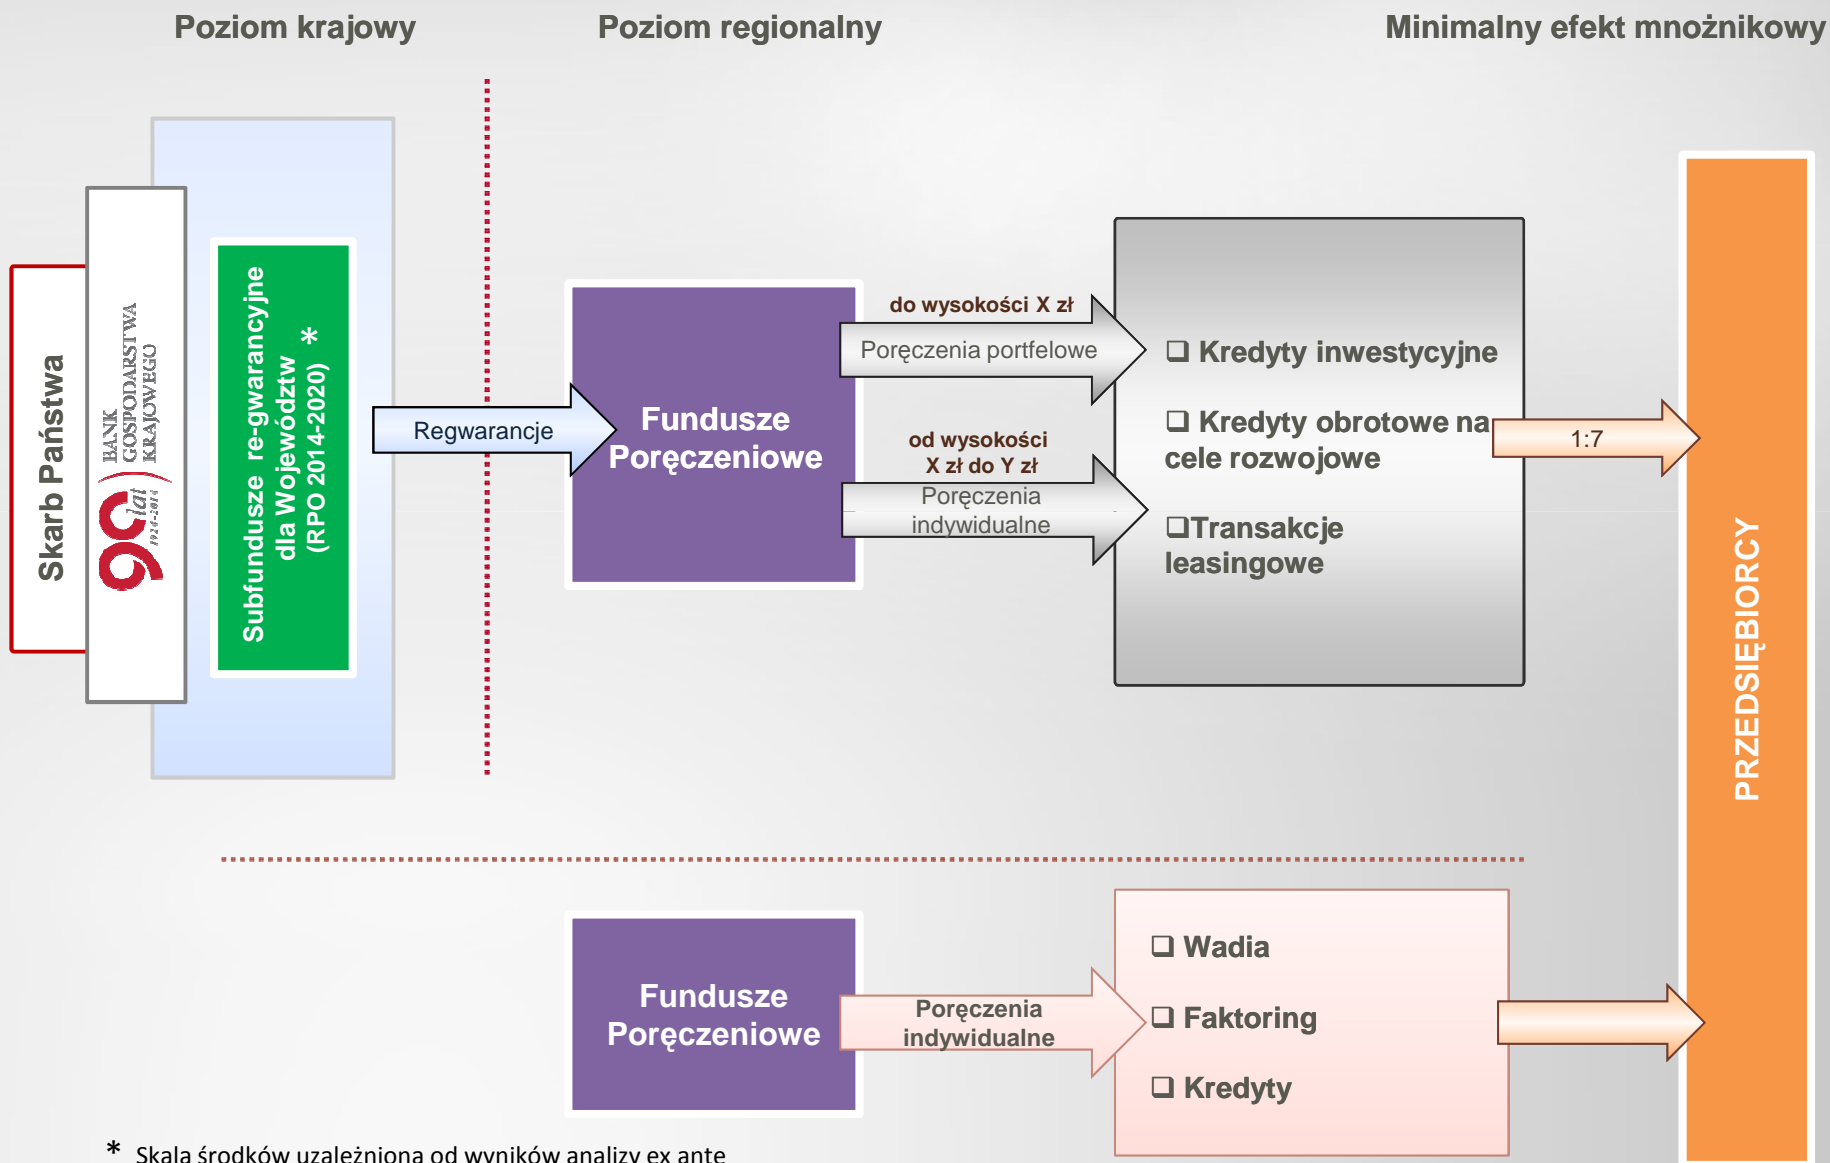 Poziom krajowy
Poziom regionalny
Minimalny efekt mnożnikowy
Skarb Państwa
90 lat
1924-2014
BANK
GOSPODARSTWA
KRAJOWEGO
Subfundusze re-gwarancyjne
dla Województw
(RPO 2014-2020) *
Regwarancje
Fundusze
Poręczeniowe
do wysokości X zł
Poręczenia portfelowe
od wysokości
X zł do Y zł
Poręczenia
indywidualne
❑ Kredyty inwestycyjne
❑ Kredyty obrotowe na
cele rozwojowe
❑Transakcje
leasingowe
1:7
PRZEDSIĘBIORCY
Fundusze
Poręczeniowe
Poręczenia
indywidualne
❑ Wadia
❑ Faktoring
❑ Kredyty
* Skala środków uzależniona od wyników analizy ex ante